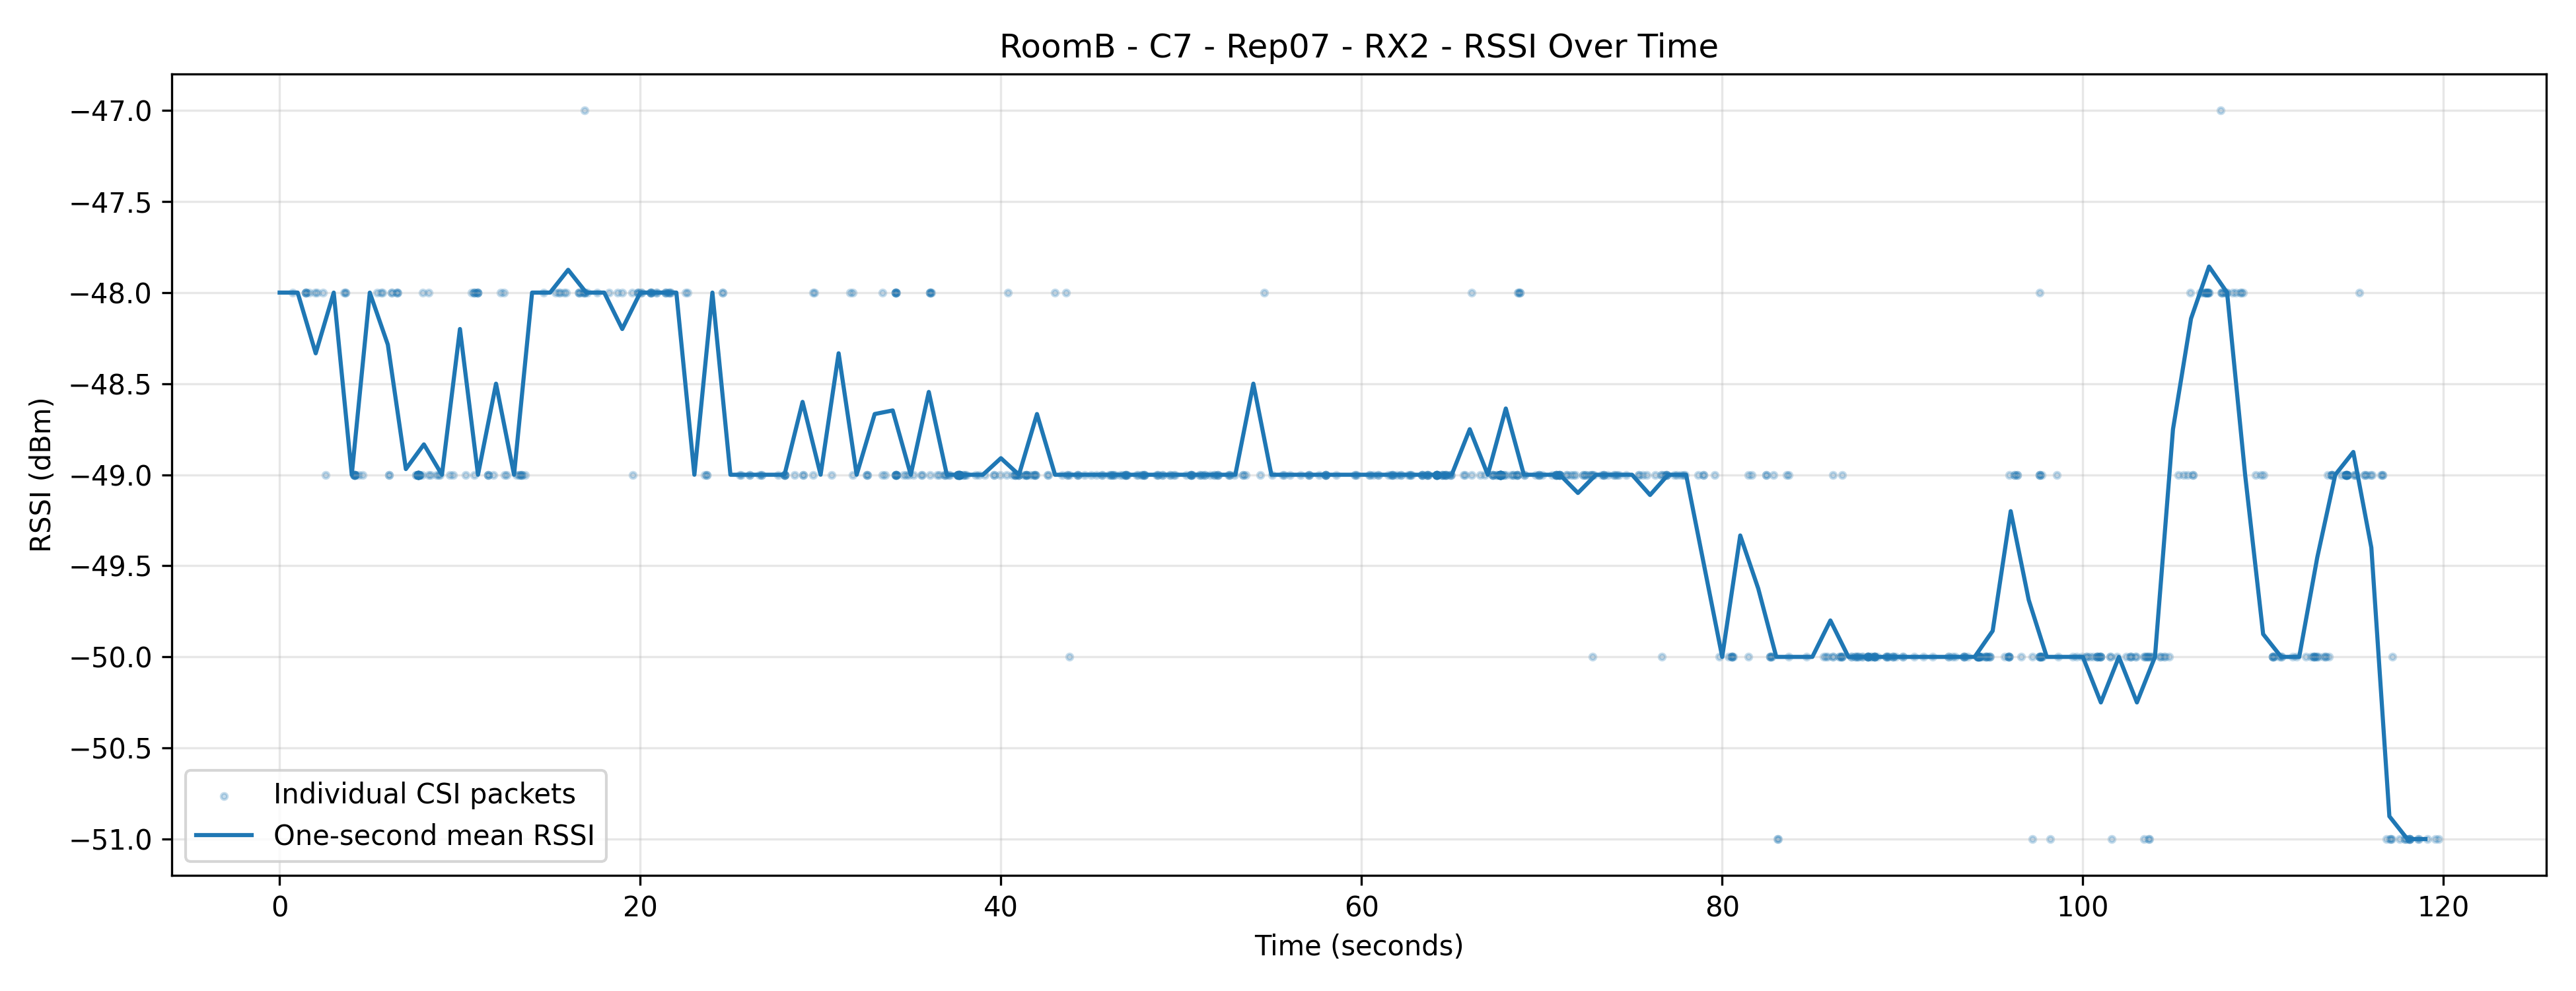 RoomB - C7 - Rep07 - RX2 - RSSI Over Time
RSSI (dBm)
−47.0
−47.5
−48.0
−48.5
−49.0
−49.5
−50.0
−50.5
−51.0
Individual CSI packets
One-second mean RSSI
0 20 40 60 80 100 120
Time (seconds)